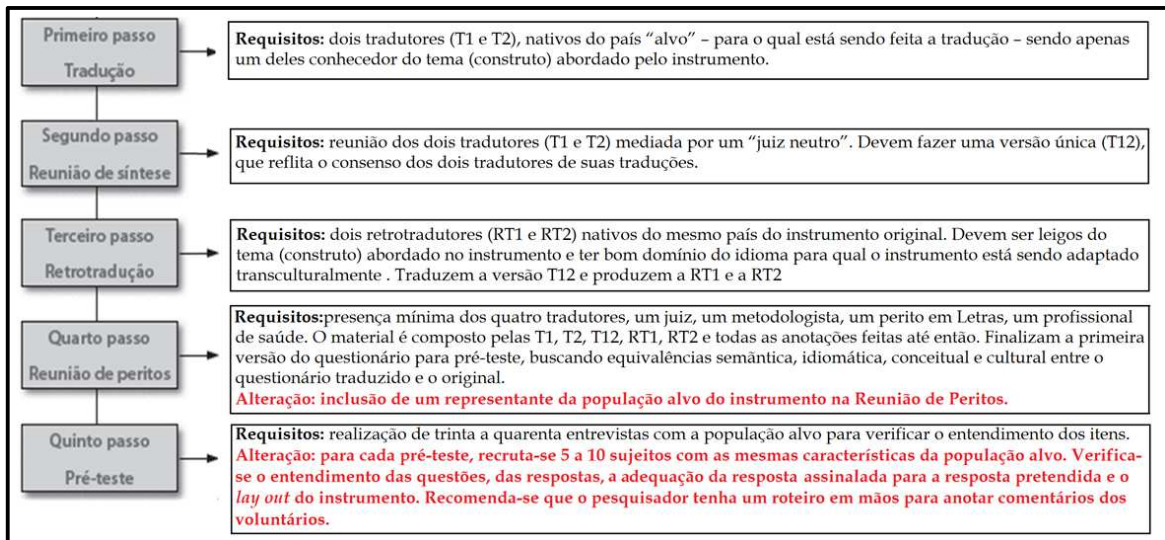 Primeiro passo
Tradução
Requisitos: dois tradutores (T1 e T2), nativos do país “alvo” – para o qual está sendo feita a tradução – sendo apenas
um deles conhecedor do tema (construto) abordado pelo instrumento.
Segundo passo
Reunião de síntese
Requisitos: reunião dos dois tradutores (T1 e T2) mediada por um “juiz neutro”. Devem fazer uma versão única (T12),
que reflita o consenso dos dois tradutores de suas traduções.
Terceiro passo
Retrotradução
Requisitos: dois retrotradutores (RT1 e RT2) nativos do mesmo país do instrumento original. Devem ser leigos do
tema (construto) abordado no instrumento e ter bom domínio do idioma para qual o instrumento está sendo adaptado
transculturalmente . Traduzem a versão T12 e produzem a RT1 e a RT2
Quarto passo
Reunião de peritos
Requisitos:presença mínima dos quatro tradutores, um juiz, um metodologista, um perito em Letras, um profissional
de saúde. O material é composto pelas T1, T2, T12, RT1, RT2 e todas as anotações feitas até então. Finalizam a primeira
versão do questionário para pré-teste, buscando equivalências semântica, idiomática, conceitual e cultural entre o
questionário traduzido e o original.
Alteração: inclusão de um representante da população alvo do instrumento na Reunião de Peritos.
Quinto passo
Pré-teste
Requisitos: realização de trinta a quarenta entrevistas com a população alvo para verificar o entendimento dos itens.
Alteração: para cada pré-teste, recruta-se 5 a 10 sujeitos com as mesmas características da população alvo. Verifica-
se o entendimento das questões, das respostas, a adequação da resposta assinalada para a resposta pretendida e o
lay out do instrumento. Recomenda-se que o pesquisador tenha um roteiro em mãos para anotar comentários dos
voluntários.